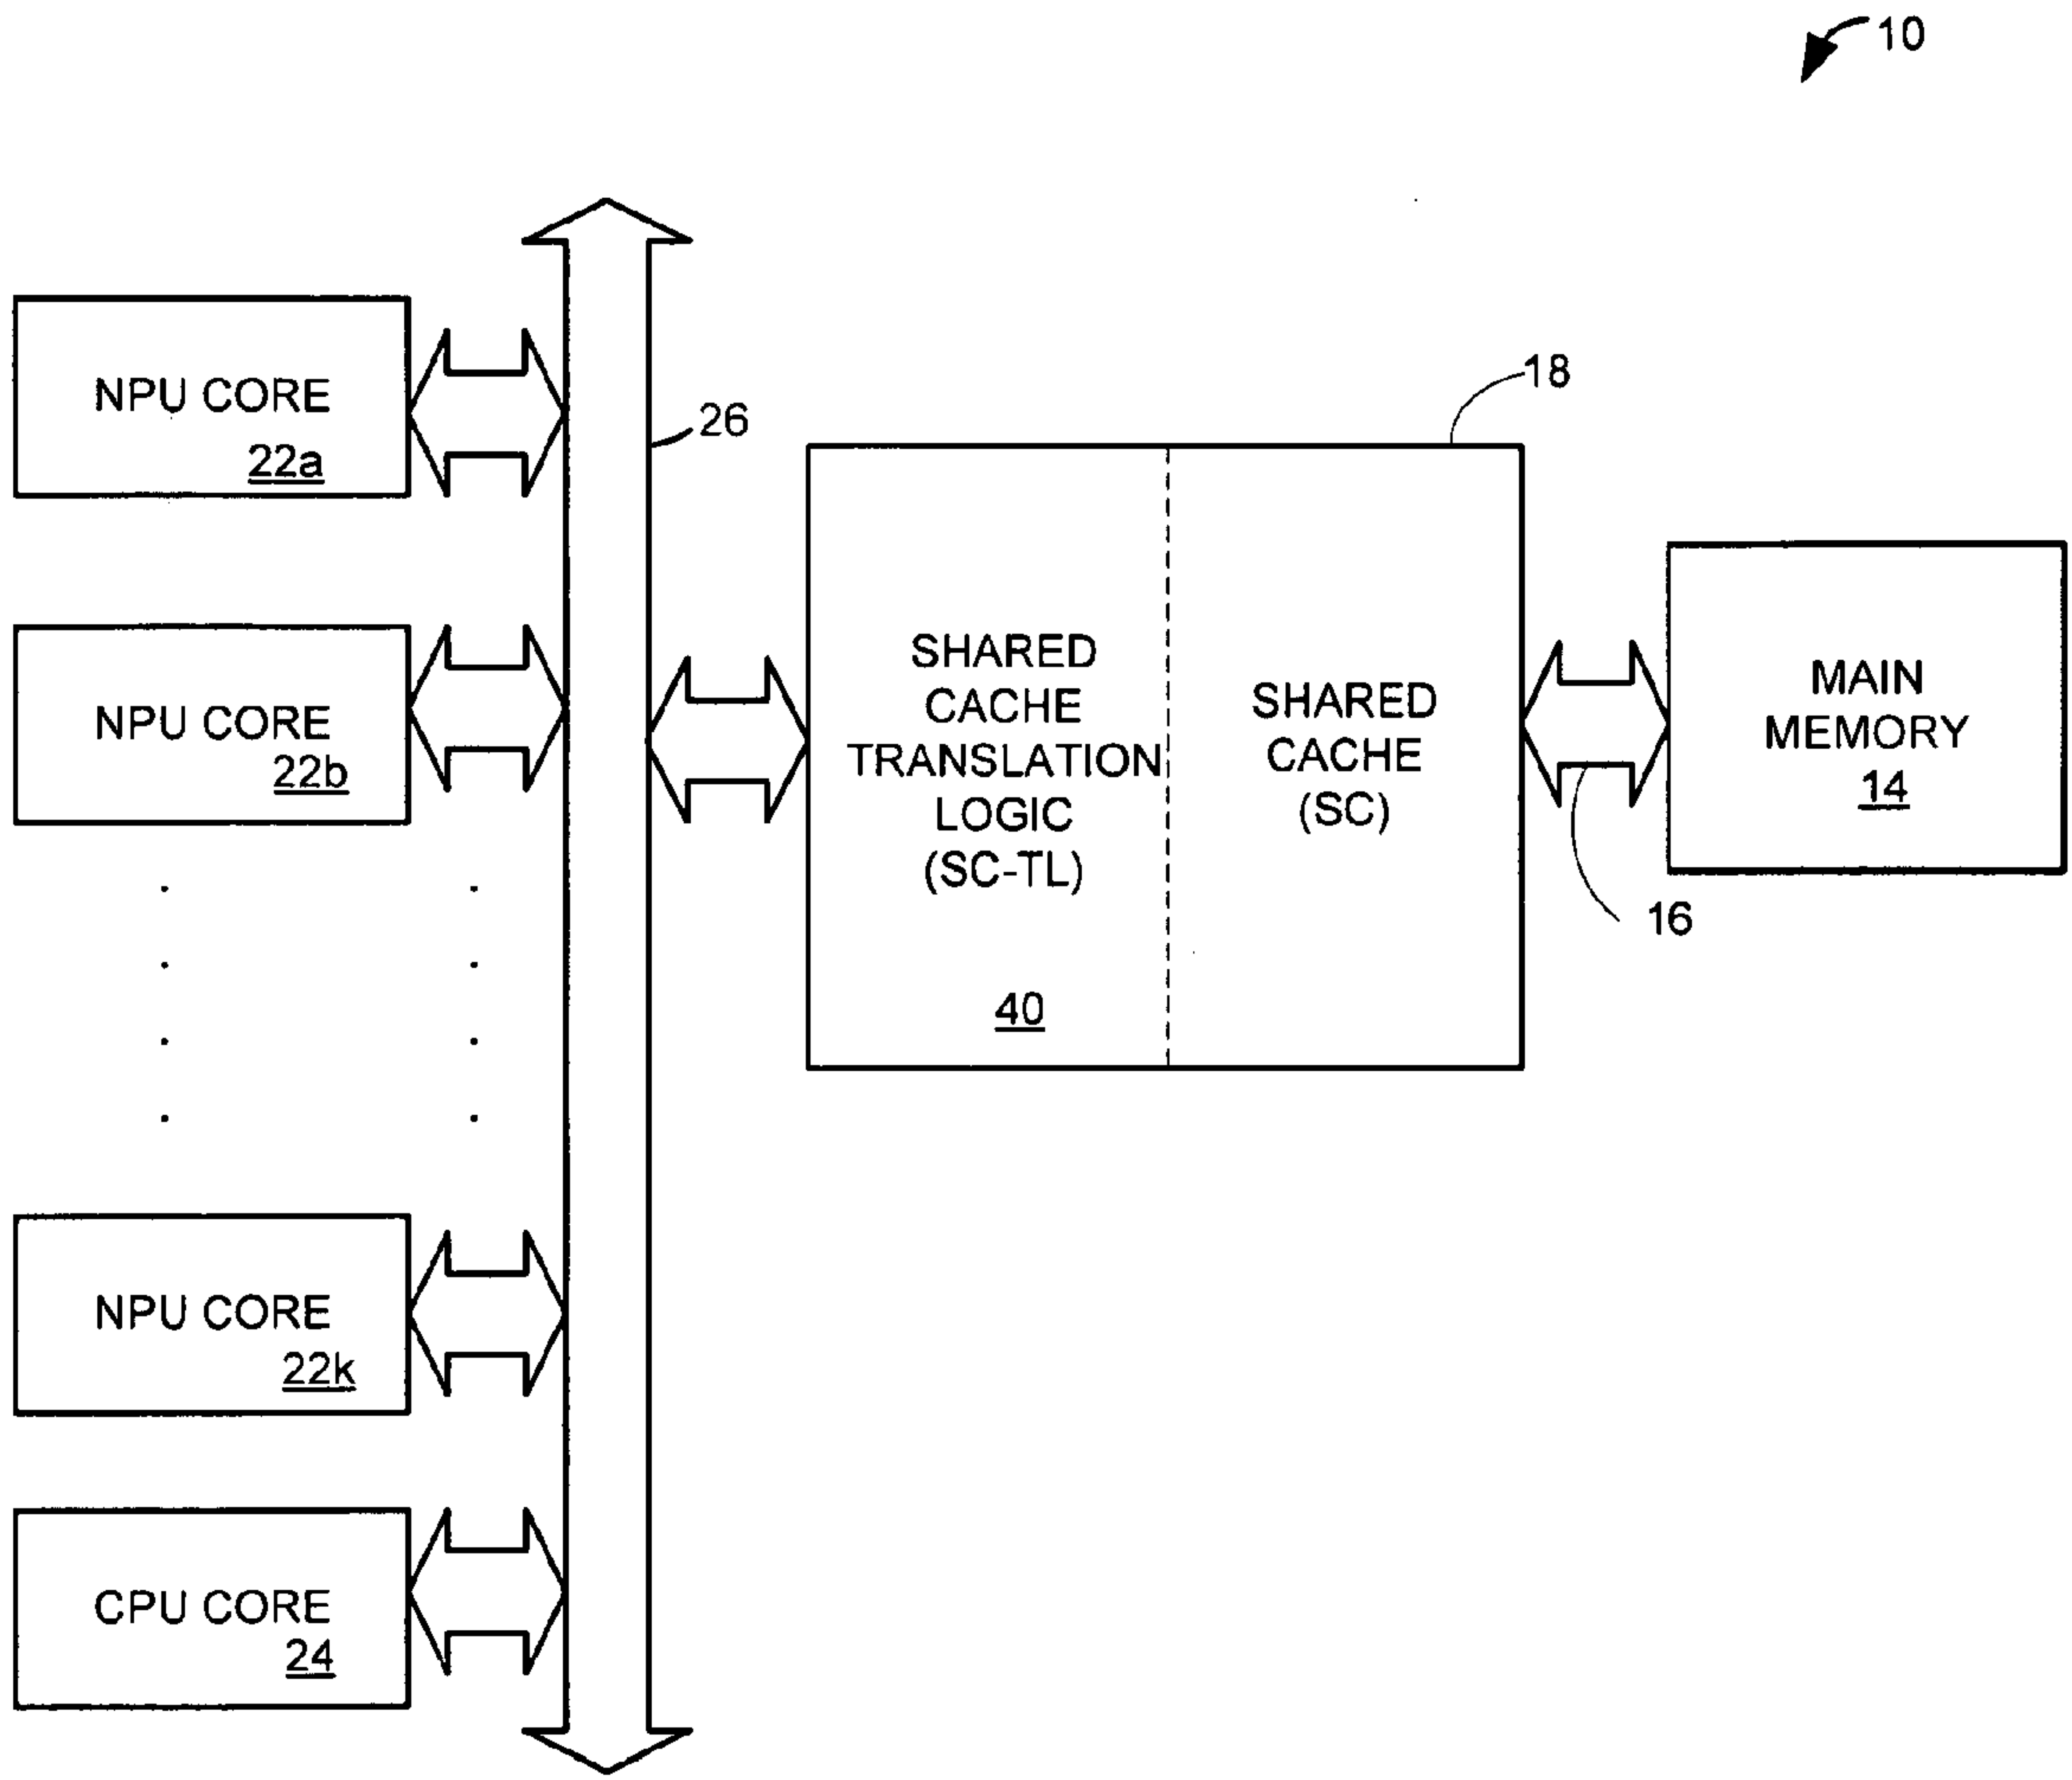 10
NPU CORE
22a
26
18
NPU CORE
22b
SHARED
CACHE
TRANSLATION
LOGIC
(SC-TL)
40
SHARED
CACHE
(SC)
MAIN
MEMORY
14
16
NPU CORE
22k
CPU CORE
24